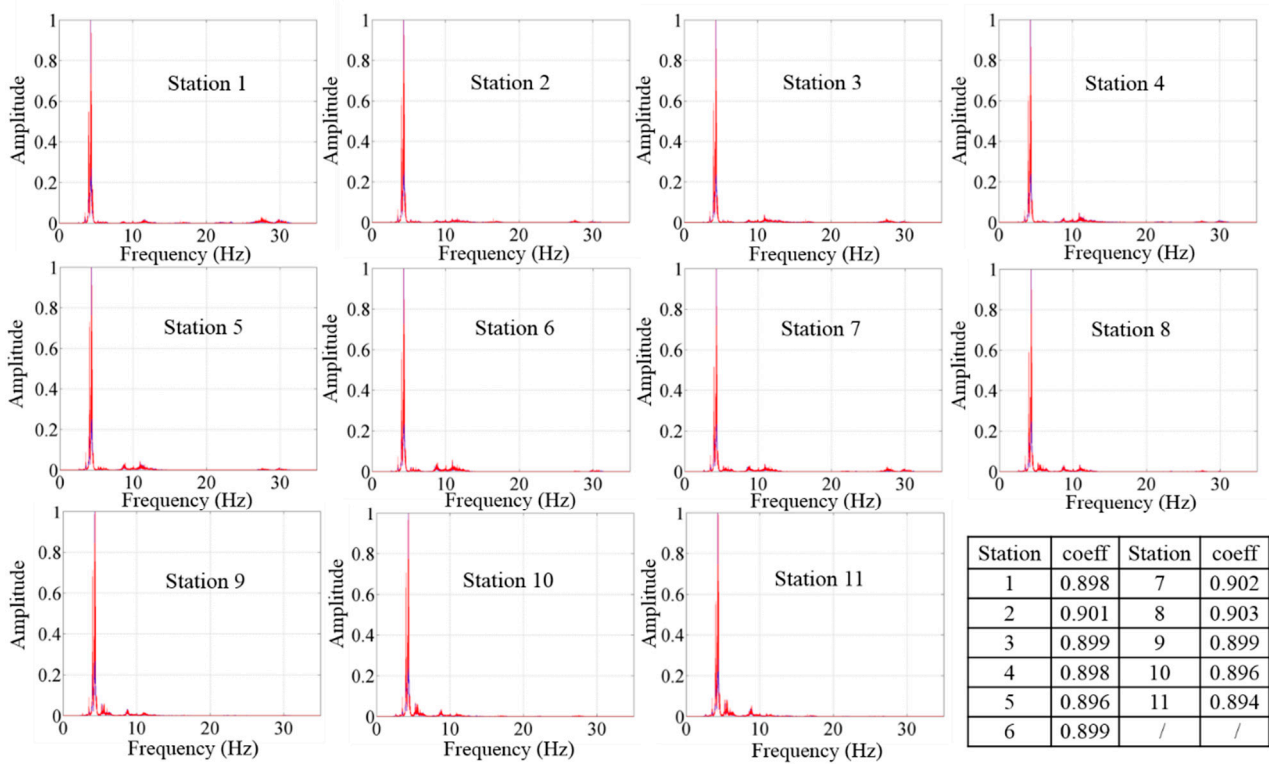 1
0.8
0.6
0.4
0.2
0
0 10 20 30
Amplitude
Frequency (Hz)
Station 1
1
0.8
0.6
0.4
0.2
0
0 10 20 30
Amplitude
Frequency (Hz)
Station 2
1
0.8
0.6
0.4
0.2
0
0 10 20 30
Amplitude
Frequency (Hz)
Station 3
1
0.8
0.6
0.4
0.2
0
0 10 20 30
Amplitude
Frequency (Hz)
Station 4
1
0.8
0.6
0.4
0.2
0
0 10 20 30
Amplitude
Frequency (Hz)
Station 5
1
0.8
0.6
0.4
0.2
0
0 10 20 30
Amplitude
Frequency (Hz)
Station 6
1
0.8
0.6
0.4
0.2
0
0 10 20 30
Amplitude
Frequency (Hz)
Station 7
1
0.8
0.6
0.4
0.2
0
0 10 20 30
Amplitude
Frequency (Hz)
Station 8
1
0.8
0.6
0.4
0.2
0
0 10 20 30
Amplitude
Frequency (Hz)
Station 9
1
0.8
0.6
0.4
0.2
0
0 10 20 30
Amplitude
Frequency (Hz)
Station 10
1
0.8
0.6
0.4
0.2
0
0 10 20 30
Amplitude
Frequency (Hz)
Station 11
Station coeff Station coeff
1 0.898 7 0.902
2 0.901 8 0.903
3 0.899 9 0.899
4 0.898 10 0.896
5 0.896 11 0.894
6 0.899 / /